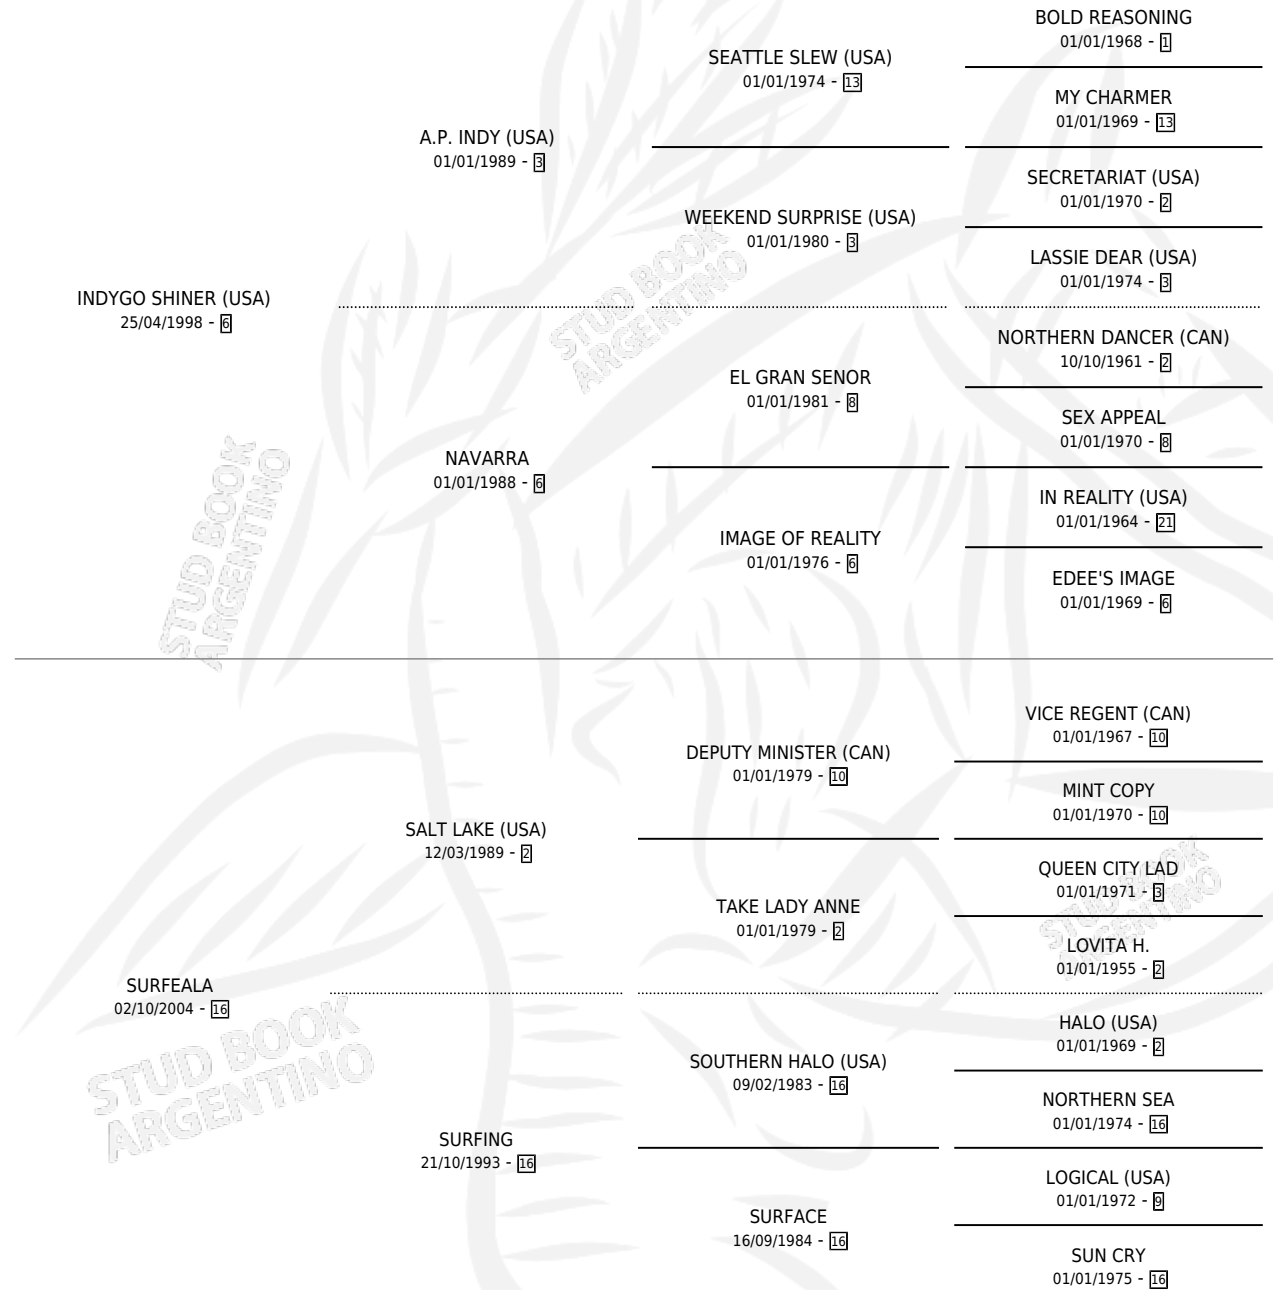 BOLD REASONING
01/01/1968 - 1
SEATTLE SLEW (USA)
01/01/1974 - 13
MY CHARMER
01/01/1969 - 13
A.P. INDY (USA)
01/01/1989 - 3
SECRETARIAT (USA)
01/01/1970 - 2
WEEKEND SURPRISE (USA)
01/01/1980 - 3
LASSIE DEAR (USA)
01/01/1974 - 3
INDYGO SHINER (USA)
25/04/1998 - 6
NORTHERN DANCER (CAN)
10/10/1961 - 2
EL GRAN SENOR
01/01/1981 - 8
SEX APPEAL
01/01/1970 - 8
NAVARRA
01/01/1988 - 6
IN REALITY (USA)
01/01/1964 - 21
IMAGE OF REALITY
01/01/1976 - 6
EDEE'S IMAGE
01/01/1969 - 6
STUD BOOK
ARGENTINO
STUD BOOK
ARGENTINO
VICE REGENT (CAN)
01/01/1967 - 10
DEPUTY MINISTER (CAN)
01/01/1979 - 10
MINT COPY
01/01/1970 - 10
SALT LAKE (USA)
12/03/1989 - 2
QUEEN CITY LAD
01/01/1971 - 3
TAKE LADY ANNE
01/01/1979 - 2
LOVITA H.
01/01/1955 - 2
SURFEALA
02/10/2004 - 16
HALO (USA)
01/01/1969 - 2
SOUTHERN HALO (USA)
09/02/1983 - 16
NORTHERN SEA
01/01/1974 - 16
SURFING
21/10/1993 - 16
LOGICAL (USA)
01/01/1972 - 9
SURFACE
16/09/1984 - 16
SUN CRY
01/01/1975 - 16
STUD BOOK
ARGENTINO
STUD BOOK
ARGENTINO